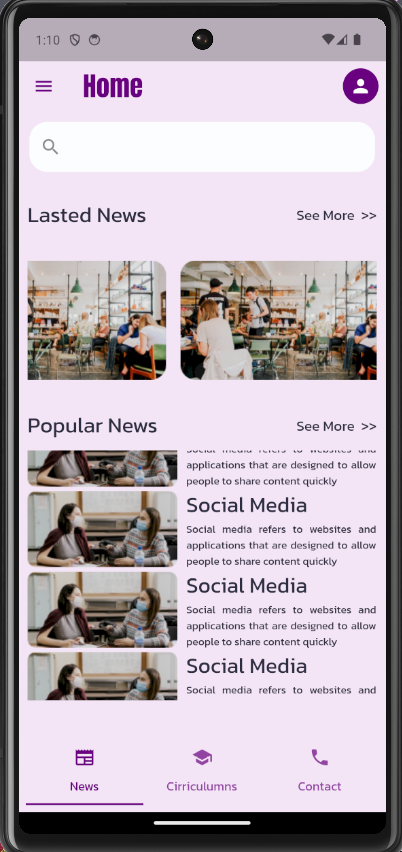 1:10
Home
Lasted News
See More >>
Popular News
See More >>
Social media refers to websites and
applications that are designed to allow
people to share content quickly
Social Media
Social media refers to websites and
applications that are designed to allow
people to share content quickly
Social Media
Social media refers to websites and
applications that are designed to allow
people to share content quickly
Social Media
Social media refers to websites and
News
Cirriculumns
Contact